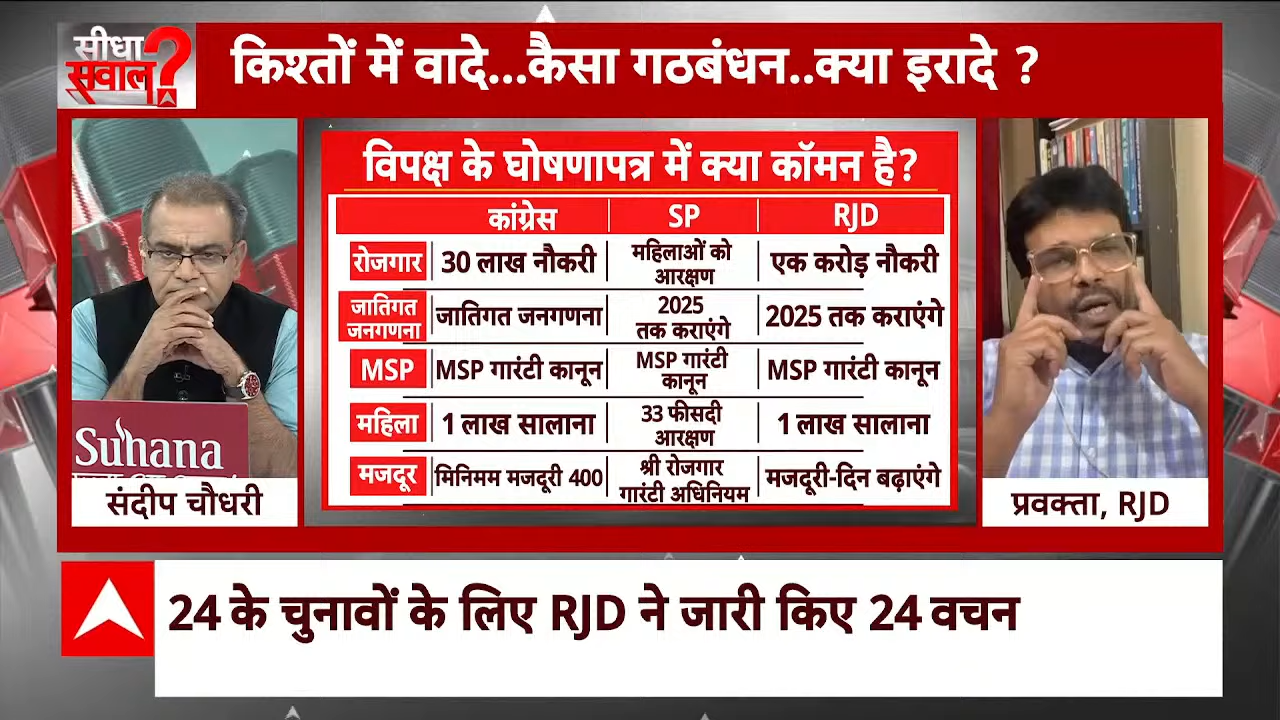 सीधा
सवाल?
किश्तों में वादे...कैसा गठबंधन..क्या इरादे ?
विपक्ष के घोषणापत्र में क्या कॉमन है?
कांग्रेस SP RJD
रोजगार 30 लाख नौकरी महिलाओं को आरक्षण एक करोड़ नौकरी
जातिगत जनगणना जातिगत जनगणना 2025 तक कराएंगे 2025 तक कराएंगे
MSP MSP गारंटी कानून MSP गारंटी कानून MSP गारंटी कानून
महिला 1 लाख सालाना 33 फीसदी आरक्षण 1 लाख सालाना
मजदूर मिनिमम मजदूरी 400 श्री रोजगार गारंटी अधिनियम मजदूरी-दिन बढ़ाएंगे
Suhana
संदीप चौधरी
प्रवक्ता, RJD
24 के चुनावों के लिए RJD ने जारी किए 24 वचन